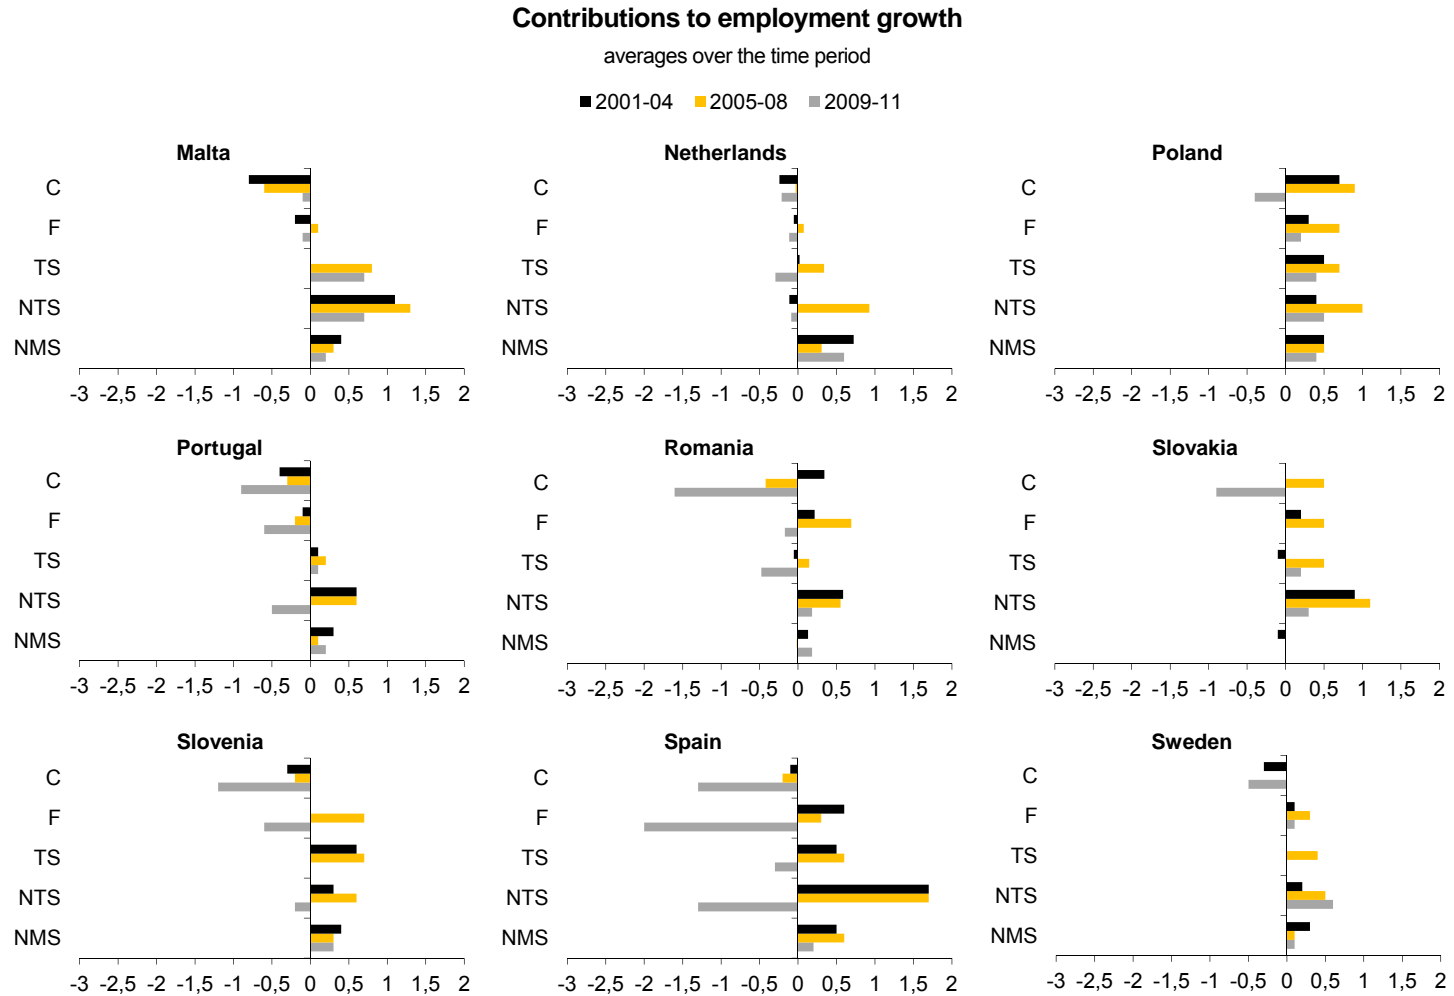 Contributions to employment growth
averages over the time period
2001-04 2005-08 2009-11
Malta Netherlands Poland
C C C
F F F
TS TS TS
NTS NTS NTS
NMS NMS NMS
-3 -2,5 -2 -1,5 -1 -0,5 0 0,5 1 1,5 2 -3 -2,5 -2 -1,5 -1 -0,5 0 0,5 1 1,5 2 -3 -2,5 -2 -1,5 -1 -0,5 0 0,5 1 1,5 2
Portugal Romania Slovakia
C C C
F F F
TS TS TS
NTS NTS NTS
NMS NMS NMS
-3 -2,5 -2 -1,5 -1 -0,5 0 0,5 1 1,5 2 -3 -2,5 -2 -1,5 -1 -0,5 0 0,5 1 1,5 2 -3 -2,5 -2 -1,5 -1 -0,5 0 0,5 1 1,5 2
Slovenia Spain Sweden
C C C
F F F
TS TS TS
NTS NTS NTS
NMS NMS NMS
-3 -2,5 -2 -1,5 -1 -0,5 0 0,5 1 1,5 2 -3 -2,5 -2 -1,5 -1 -0,5 0 0,5 1 1,5 2 -3 -2,5 -2 -1,5 -1 -0,5 0 0,5 1 1,5 2